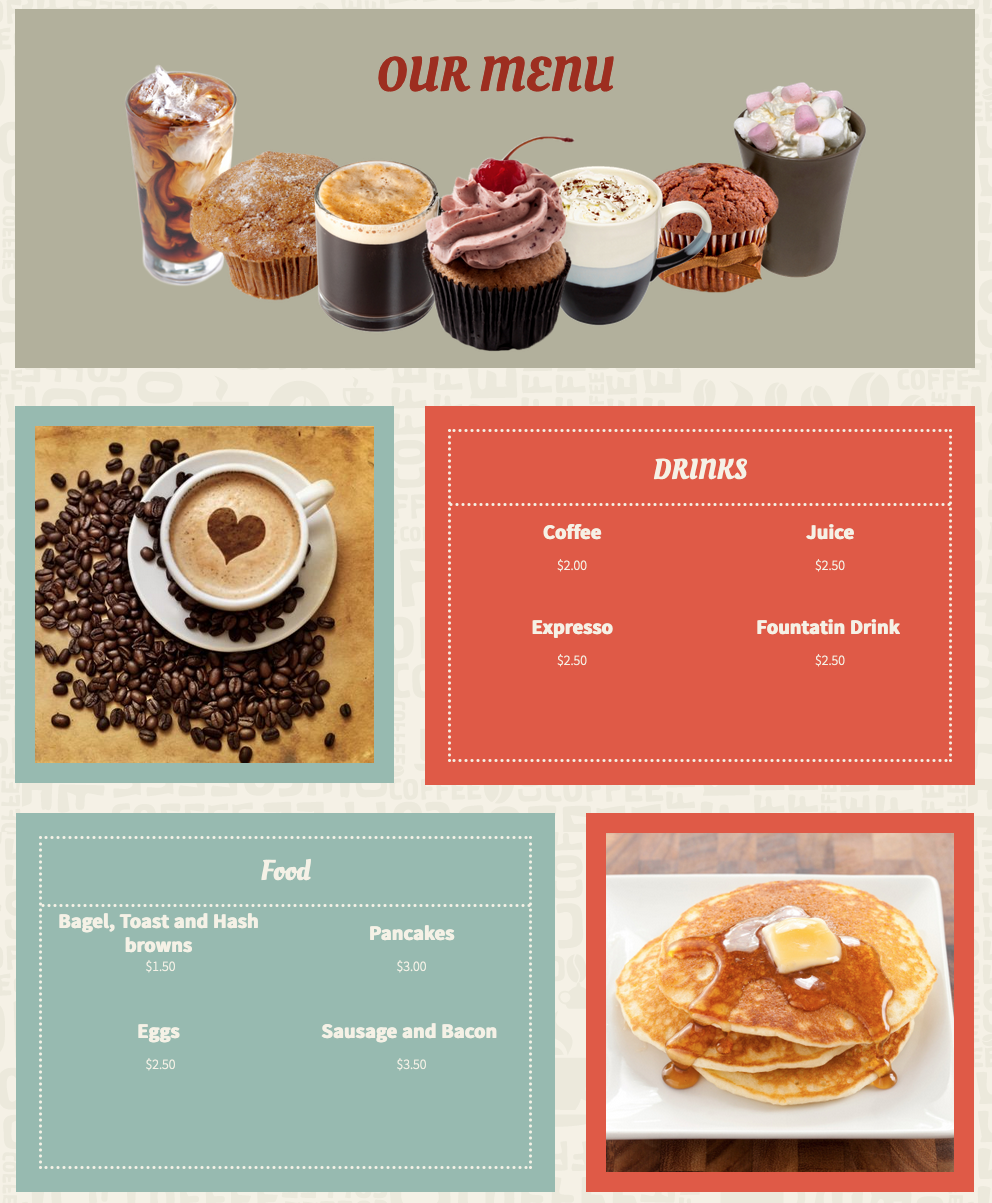 OUR MENU
DRINKS
Coffee
$2.00
Juice
$2.50
Expresso
$2.50
Fountatin Drink
$2.50
Food
Bagel, Toast and Hash
browns
$1.50
Pancakes
$3.00
Eggs
$2.50
Sausage and Bacon
$3.50